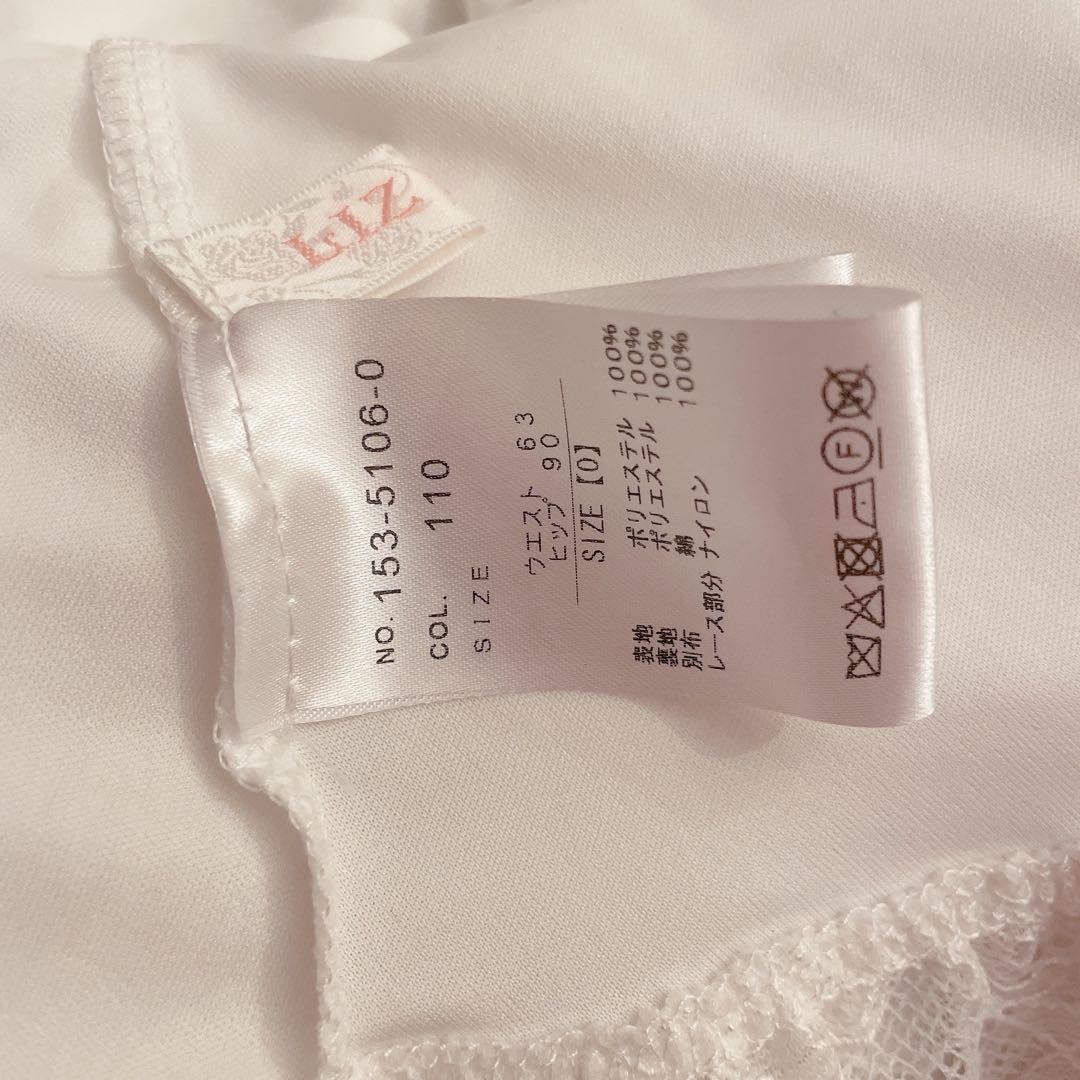 LIZ
NO. 153-5106-0
COL. 110
SIZE
ウエスト 63
ヒップ 90
SIZE【0】
表地 ポリエステル 100%
裏地 ポリエステル 100%
別布 綿 100%
レース部分 ナイロン 100%
F
W